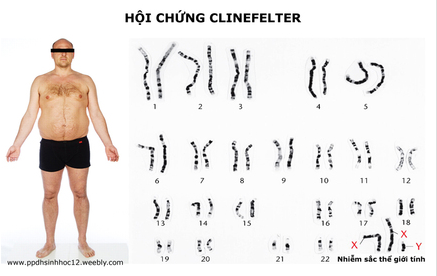 HỘI CHỨNG CLINEFELTER
1 2 3 4 5
6 7 8 9 10 11 12
13 14 15 16 17 18
19 20 21 22 X X Y
www.ppdhsinhhoc12.weebly.com Nhiễm sắc thể giới tính